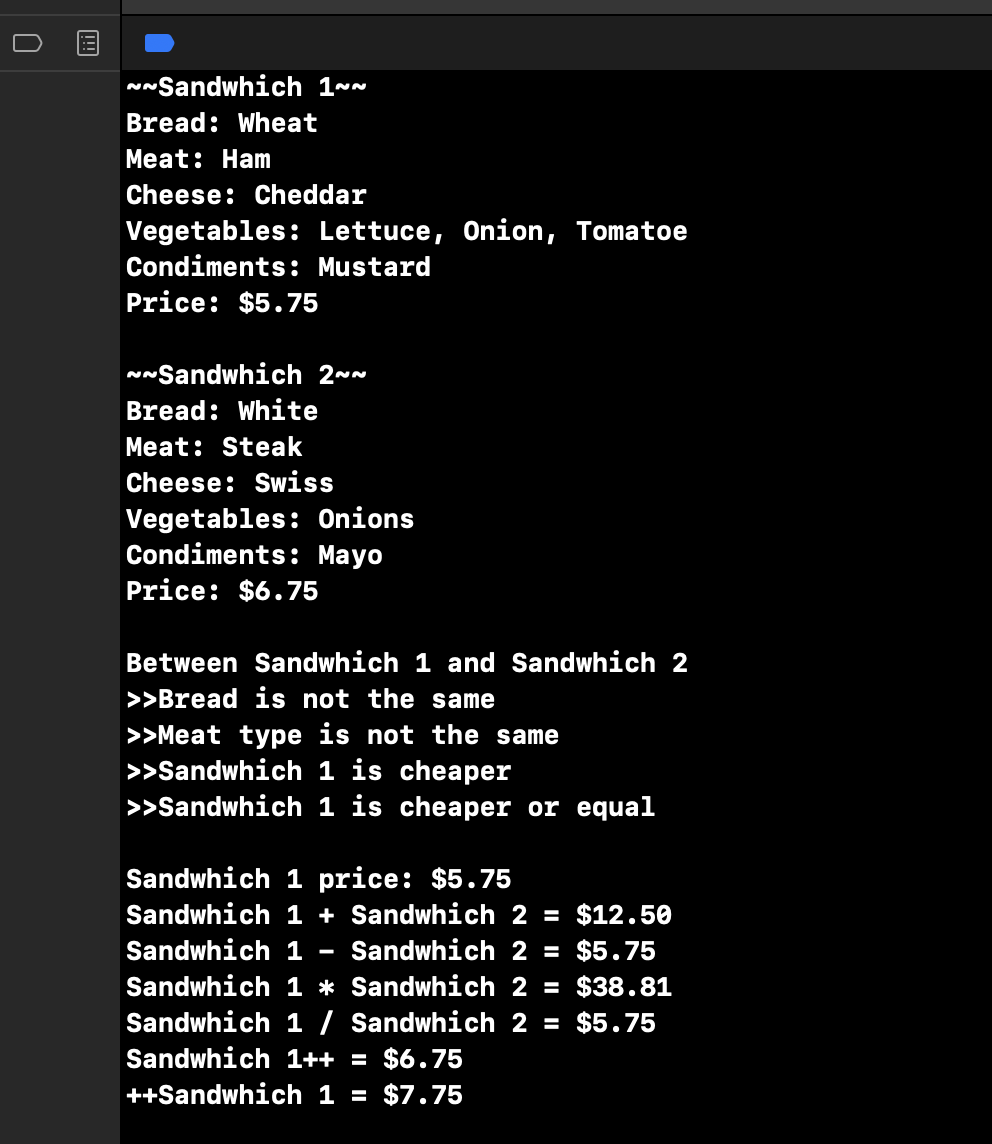 ~~Sandwhich 1~~
Bread: Wheat
Meat: Ham
Cheese: Cheddar
Vegetables: Lettuce, Onion, Tomatoe
Condiments: Mustard
Price: $5.75
~~Sandwhich 2~~
Bread: White
Meat: Steak
Cheese: Swiss
Vegetables: Onions
Condiments: Mayo
Price: $6.75
Between Sandwhich 1 and Sandwhich 2
>>Bread is not the same
>>Meat type is not the same
>>Sandwhich 1 is cheaper
>>Sandwhich 1 is cheaper or equal
Sandwhich 1 price: $5.75
Sandwhich 1 + Sandwhich 2 = $12.50
Sandwhich 1 - Sandwhich 2 = $5.75
Sandwhich 1 * Sandwhich 2 = $38.81
Sandwhich 1 / Sandwhich 2 = $5.75
Sandwhich 1++ = $6.75
++Sandwhich 1 = $7.75